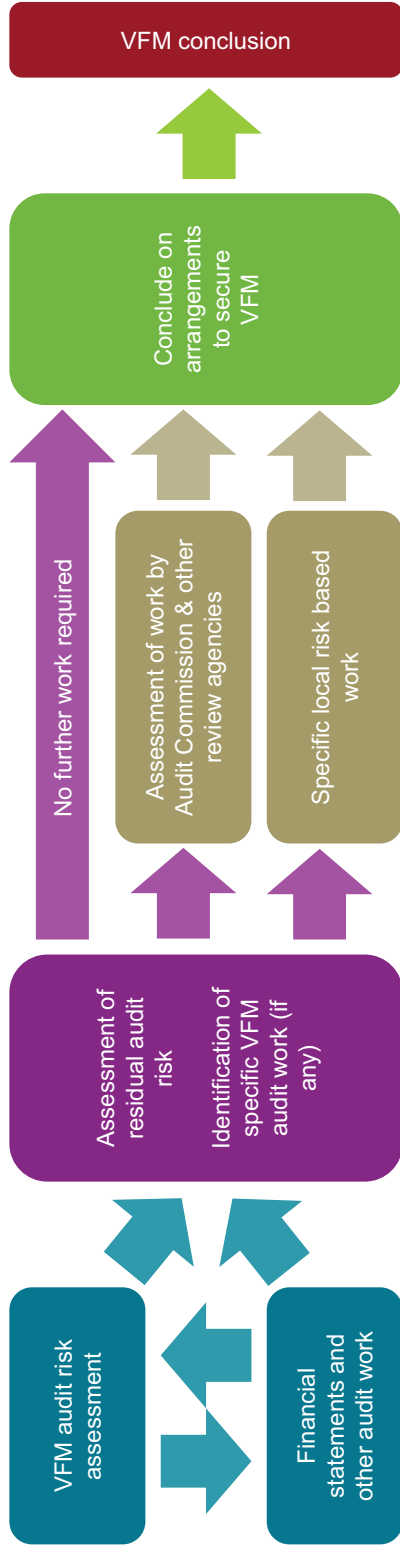 VFM audit risk
assessment
Financial
statements and
other audit work
Assessment of
residual audit
risk
Identification of
specific VFM
audit work (if
any)
No further work required
Assessment of work by
Audit Commission & other
review agencies
Specific local risk based
work
Conclude on
arrangements
to secure
VFM
VFM conclusion